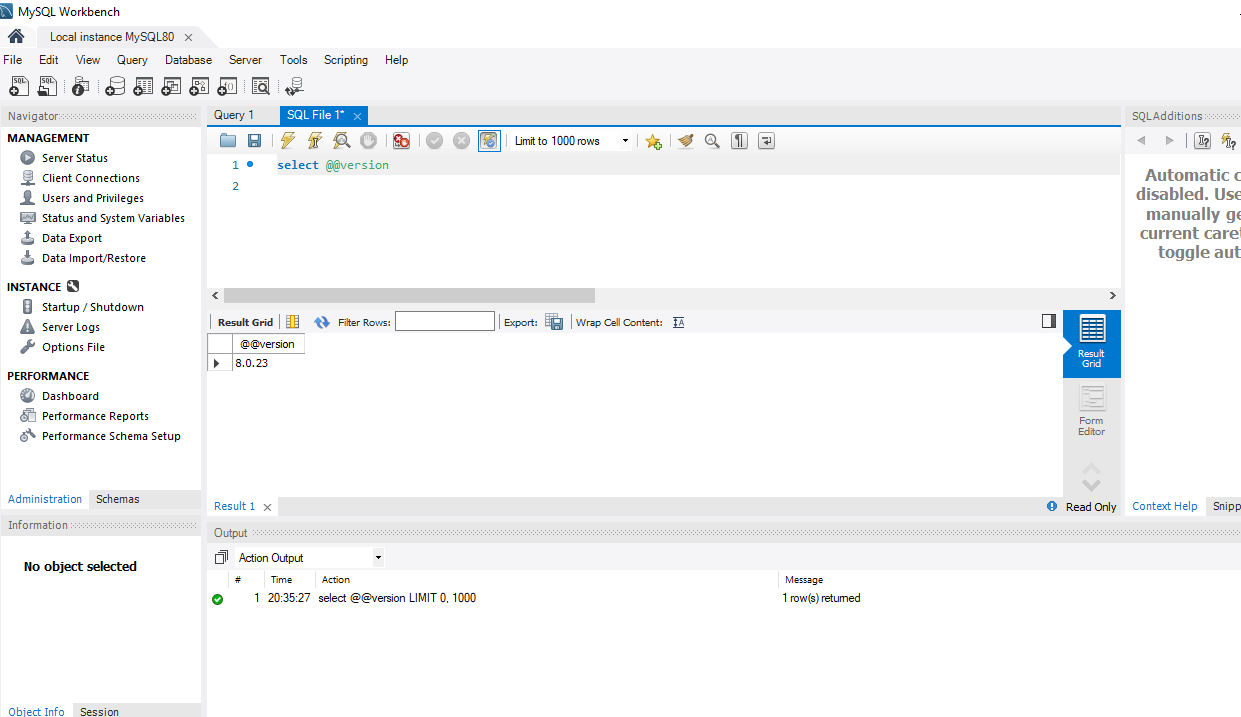 MySQL Workbench
Local instance MySQL80
File Edit View Query Database Server Tools Scripting Help
Navigator
MANAGEMENT
Server Status
Client Connections
Users and Privileges
Status and System Variables
Data Export
Data Import/Restore
INSTANCE
Startup / Shutdown
Server Logs
Options File
PERFORMANCE
Dashboard
Performance Reports
Performance Schema Setup
Administration Schemas
Information
No object selected
Object Info Session
Query 1 SQL File 1*
Limit to 1000 rows
1 select @@version
2
Result Grid Filter Rows: Export: Wrap Cell Content:
@@version
8.0.23
Result
Grid
Form
Editor
Result 1 Read Only
Output
Action Output
# Time Action Message
1 20:35:27 select @@version LIMIT 0, 1000 1 row(s) returned
SQLAdditions
Automatic c
disabled. Use
manually ge
current caret
toggle aut
Context Help Snipp